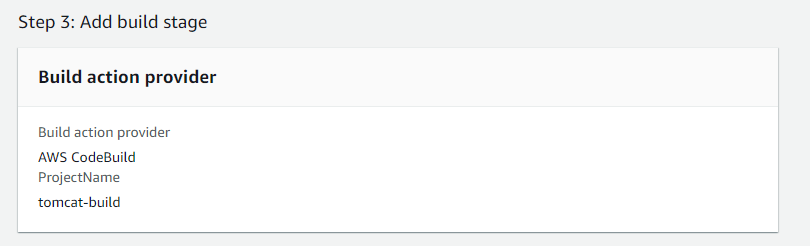 Step 3: Add build stage
Build action provider
Build action provider
AWS CodeBuild
ProjectName
tomcat-build